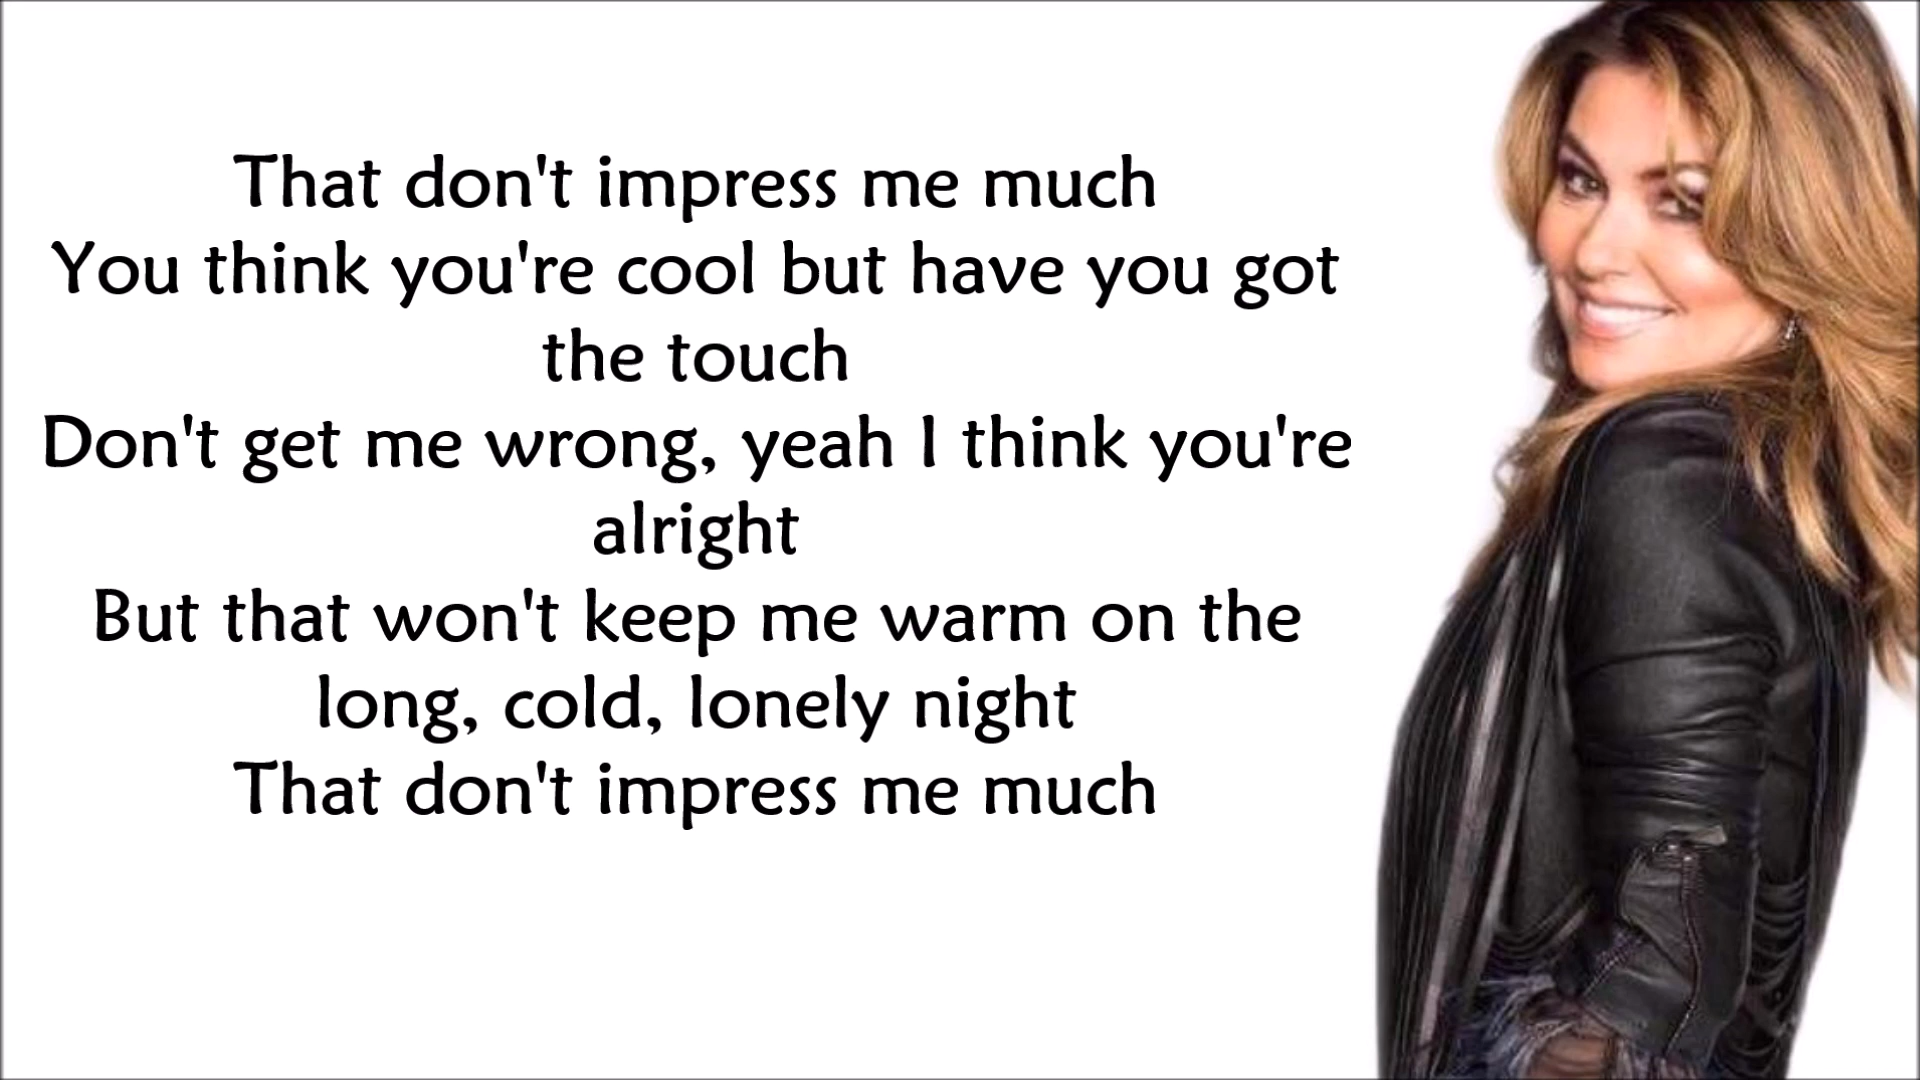 That don't impress me much
You think you're cool but have you got
the touch
Don't get me wrong, yeah I think you're
alright
But that won't keep me warm on the
long, cold, lonely night
That don't impress me much